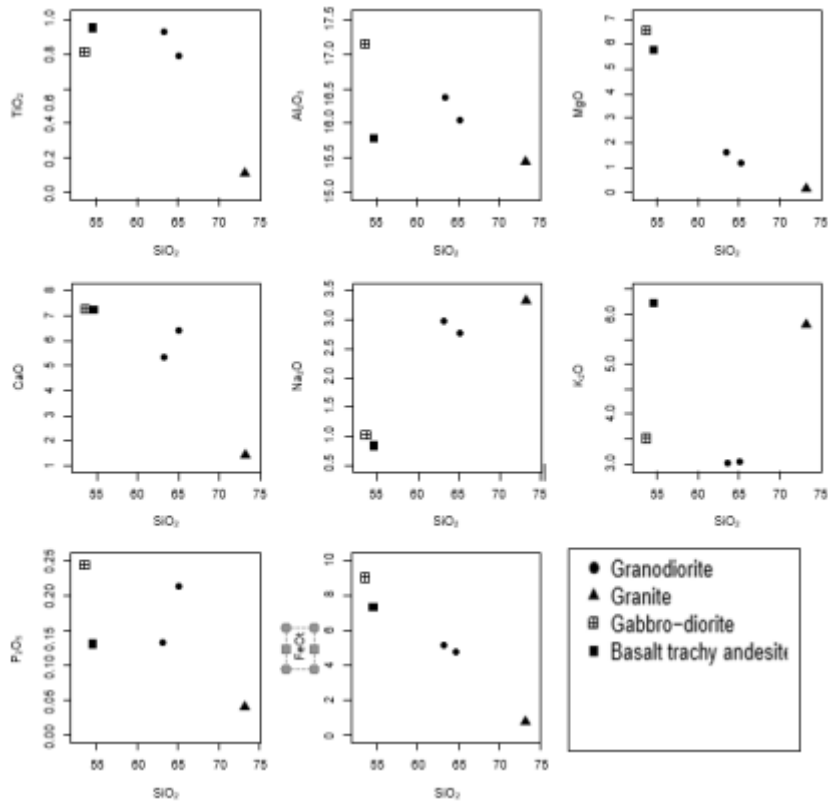 TiO₂
0.0 0.2 0.4 0.6 0.8 1.0
55 60 65 70 75
SiO₂
Al₂O₃
15.0 15.5 16.0 16.5 17.0 17.5
55 60 65 70 75
SiO₂
MgO
0 1 2 3 4 5 6 7
55 60 65 70 75
SiO₂
CaO
1 2 3 4 5 6 7 8
55 60 65 70 75
SiO₂
Na₂O
0.5 1.0 2.0 2.5 3.0 3.5
55 60 65 70 75
SiO₂
K₂O
3.0 4.0 5.0 6.0
55 60 65 70 75
SiO₂
P₂O₅
0.00 0.05 0.10 0.15 0.20 0.25
55 60 65 70 75
SiO₂
FeOt
0 2 4 6 8 10
55 60 65 70 75
SiO₂
Granodiorite
Granite
Gabbro-diorite
Basalt trachy andesite